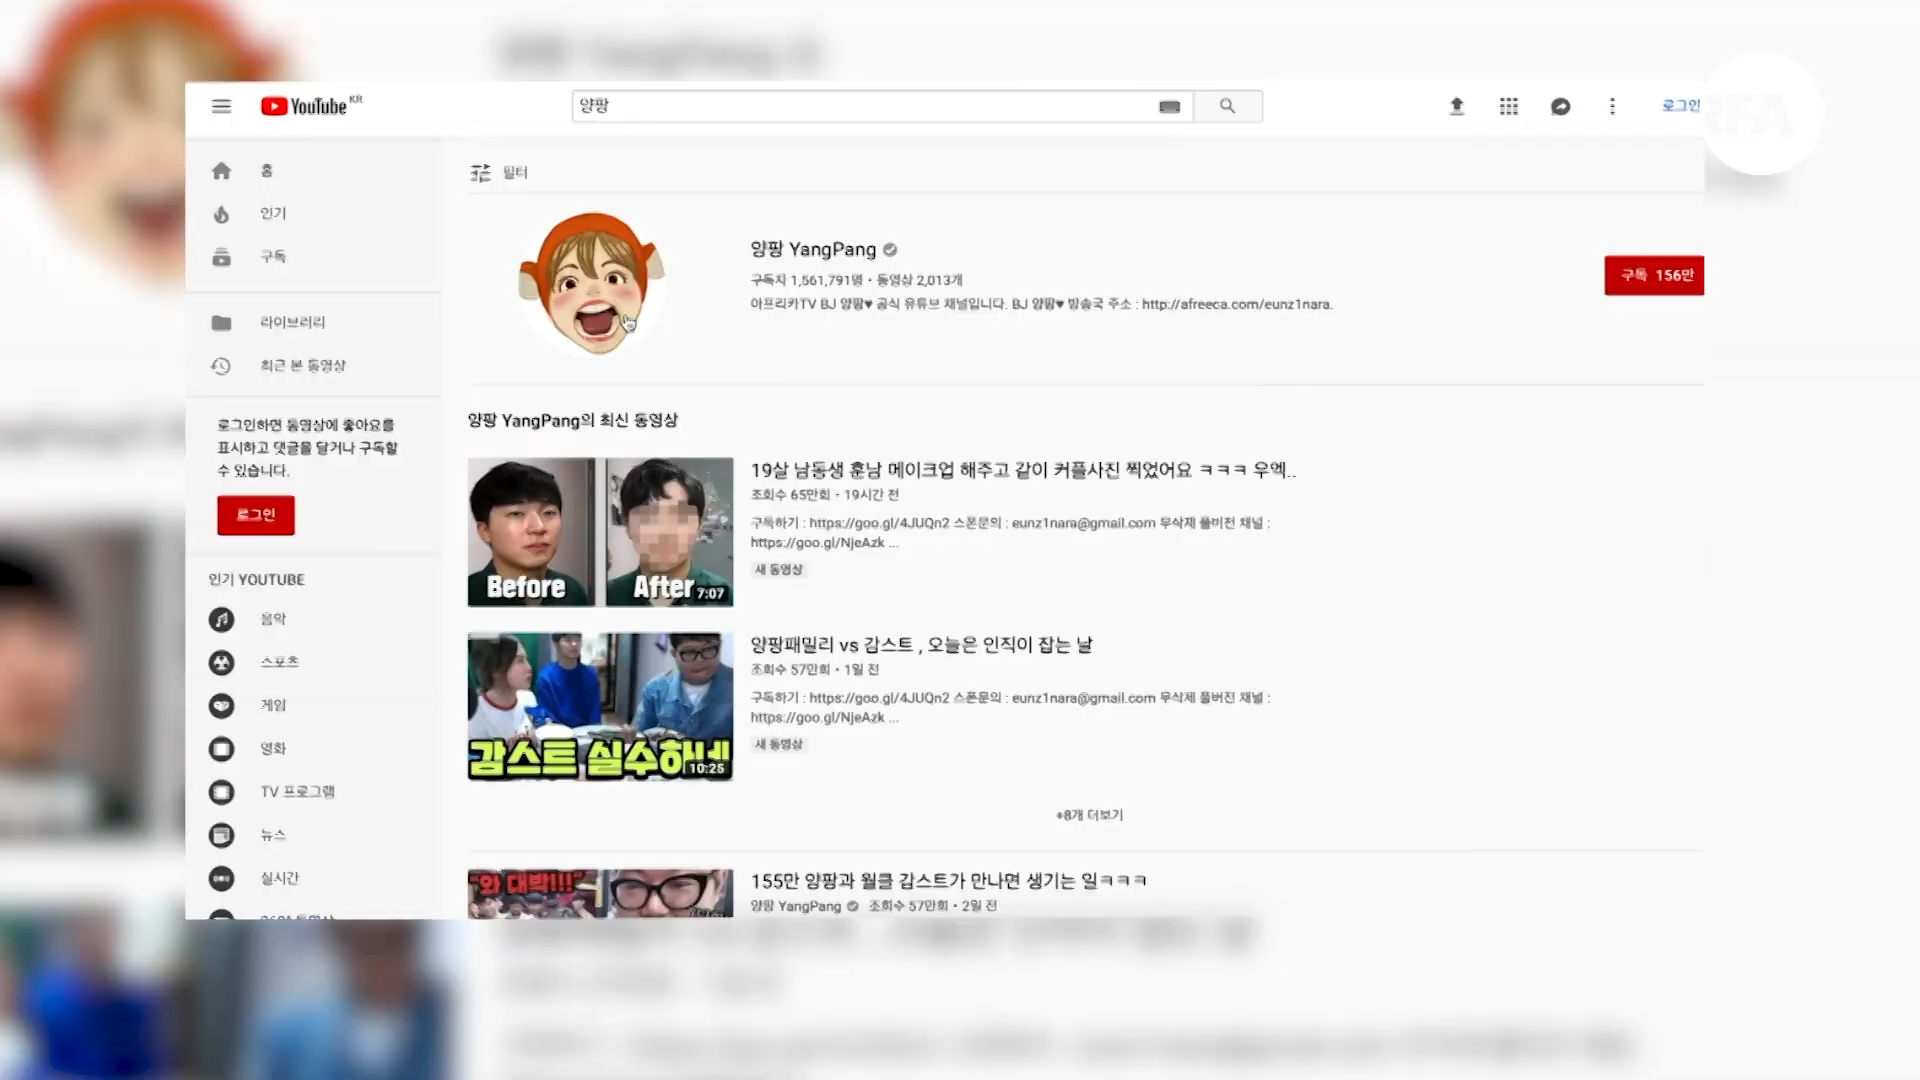 YouTube KR
양팡
로그인
RFA
홈
인기
구독
라이브러리
최근 본 동영상
로그인하면 동영상에 좋아요를
표시하고 댓글을 달거나 구독할
수 있습니다.
로그인
인기 YOUTUBE
음악
스포츠
게임
영화
TV 프로그램
뉴스
실시간
필터
양팡 YangPang
구독자 1,561,791명 • 동영상 2,013개
아프리카TV BJ 양팡♥ 공식 유튜브 채널입니다. BJ 양팡♥ 방송국 주소 : http://afreeca.com/eunz1nara.
구독 156만
양팡 YangPang의 최신 동영상
Before After 7:07
19살 남동생 훈남 메이크업 해주고 같이 커플사진 찍었어요 ㅋㅋㅋ 우엑..
조회수 65만회 • 19시간 전
구독하기 : https://goo.gl/4JUQn2 스폰문의 : eunz1nara@gmail.com 무삭제 풀버전 채널 :
https://goo.gl/NjeAzk ...
새 동영상
감스트 실수하네
10:25
양팡패밀리 vs 감스트 , 오늘은 인직이 잡는 날
조회수 57만회 • 1일 전
구독하기 : https://goo.gl/4JUQn2 스폰문의 : eunz1nara@gmail.com 무삭제 풀버전 채널 :
https://goo.gl/NjeAzk ...
새 동영상
+8개 더보기
"와 대박!!!"
155만 양팡과 월클 감스트가 만나면 생기는 일ㅋㅋㅋ
양팡 YangPang 조회수 57만회 • 2일 전